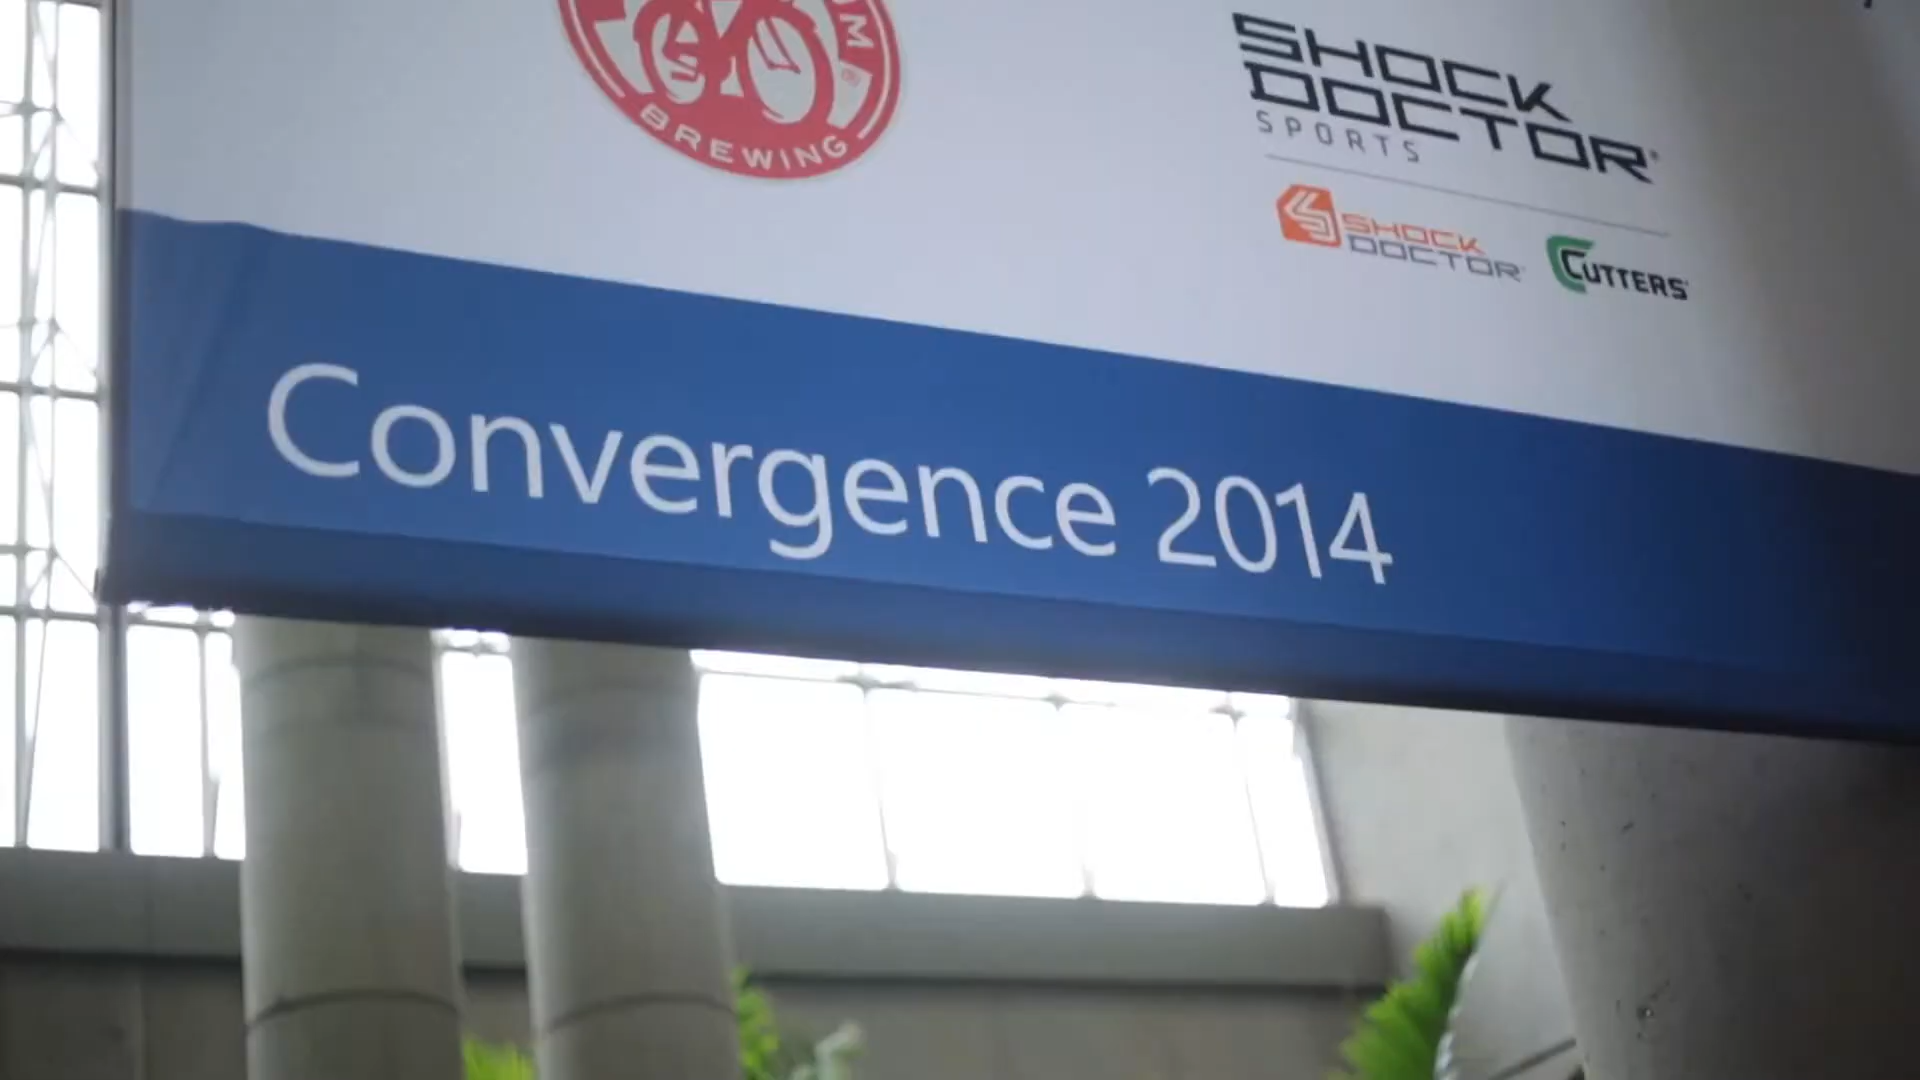 BREWING
SHOCK
DOCTOR
SPORTS
SHOCK
DOCTOR
CUTTERS
Convergence 2014